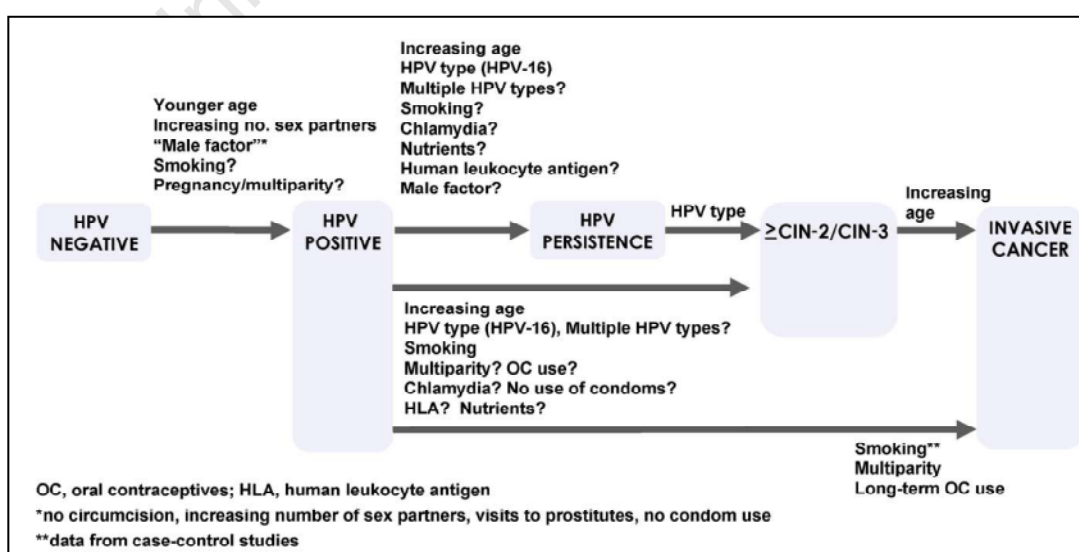 Increasing age
HPV type (HPV-16)
Multiple HPV types?
Smoking?
Chlamydia?
Nutrients?
Human leukocyte antigen?
Male factor?
Younger age
Increasing no. sex partners
“Male factor”*
Smoking?
Pregnancy/multiparity?
HPV
NEGATIVE
HPV
POSITIVE
HPV
PERSISTENCE
HPV type
≥CIN-2/CIN-3
Increasing
age
INVASIVE
CANCER
Increasing age
HPV type (HPV-16), Multiple HPV types?
Smoking
Multiparity? OC use?
Chlamydia? No use of condoms?
HLA? Nutrients?
Smoking**
Multiparity
Long-term OC use
OC, oral contraceptives; HLA, human leukocyte antigen
*no circumcision, increasing number of sex partners, visits to prostitutes, no condom use
**data from case-control studies